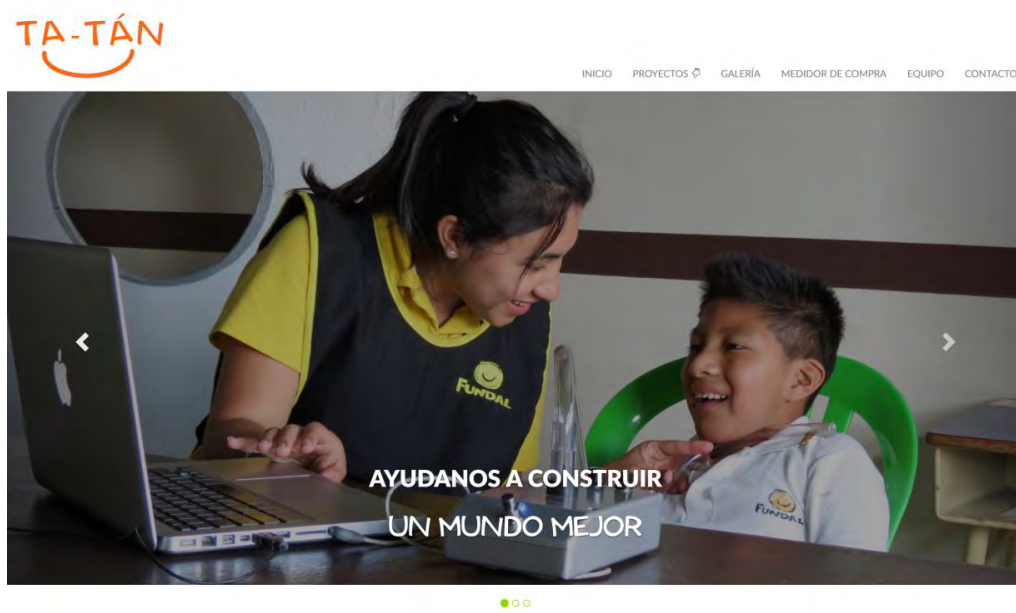 TA-TÁN
INICIO PROYECTOS GALERÍA MEDIDOR DE COMPRA EQUIPO CONTACTO
FUNDAL
FUNDAL
AYUDANOS A CONSTRUIR
UN MUNDO MEJOR